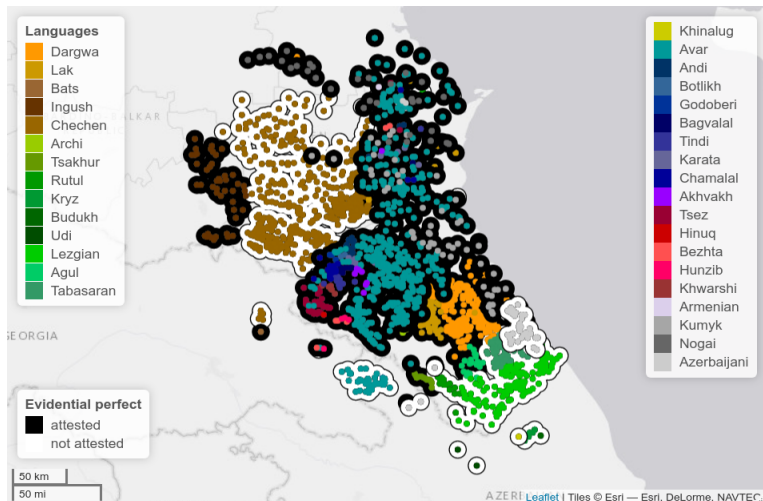 Languages
Dargwa
Lak
Bats
Ingush
Chechen
Archi
Tsakhur
Rutul
Kryz
Budukh
Udi
Lezgian
Agul
Tabasaran
Khinalug
Avar
Andi
Botlikh
Godoberi
Bagvalal
Tindi
Karata
Chamalal
Akhvakh
Tsez
Hinuq
Bezhta
Hunzib
Khwarshi
Armenian
Kumyk
Nogai
Azerbaijani
BALKAR
GEORGIA
Evidential perfect
attested
not attested
50 km
50 mi
AZERB
Leaflet | Tiles © Esri — Esri, DeLorme, NAVTEQ,